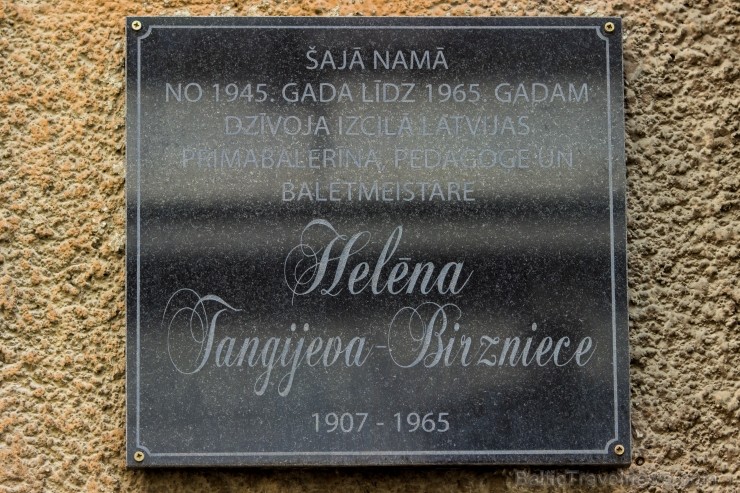 ŠAJĀ NAMĀ
NO 1945. GADA LĪDZ 1965. GADAM
DZĪVOJA IZCILĀ LATVIJAS
PRIMABALERĪNA, PEDAGOĢE UN
BALETMEISTARE
Helēna
Tangijeva-Birzniece
1907 - 1965